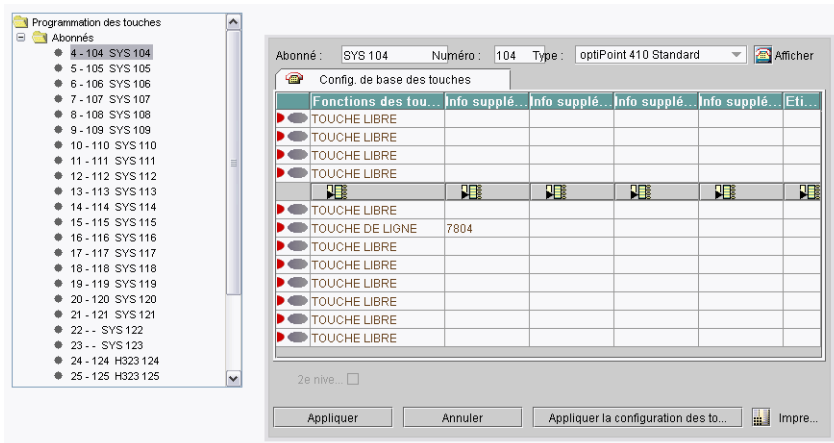 Programmation des touches
Abonnés
4 - 104 SYS 104
5 - 105 SYS 105
6 - 106 SYS 106
7 - 107 SYS 107
8 - 108 SYS 108
9 - 109 SYS 109
10 - 110 SYS 110
11 - 111 SYS 111
12 - 112 SYS 112
13 - 113 SYS 113
14 - 114 SYS 114
15 - 115 SYS 115
16 - 116 SYS 116
17 - 117 SYS 117
18 - 118 SYS 118
19 - 119 SYS 119
20 - 120 SYS 120
21 - 121 SYS 121
22 - - SYS 122
23 - - SYS 123
24 - 124 H323 124
25 - 125 H323 125
Abonné : SYS 104 Numéro : 104 Type : optiPoint 410 Standard Afficher
Config. de base des touches
Fonctions des tou... Info supplé... Info supplé... Info supplé... Info supplé... Eti...
TOUCHE LIBRE
TOUCHE LIBRE
TOUCHE LIBRE
TOUCHE LIBRE
TOUCHE LIBRE
TOUCHE DE LIGNE 7804
TOUCHE LIBRE
TOUCHE LIBRE
TOUCHE LIBRE
TOUCHE LIBRE
TOUCHE LIBRE
TOUCHE LIBRE
2e nive...
Appliquer Annuler Appliquer la configuration des to... Impre...